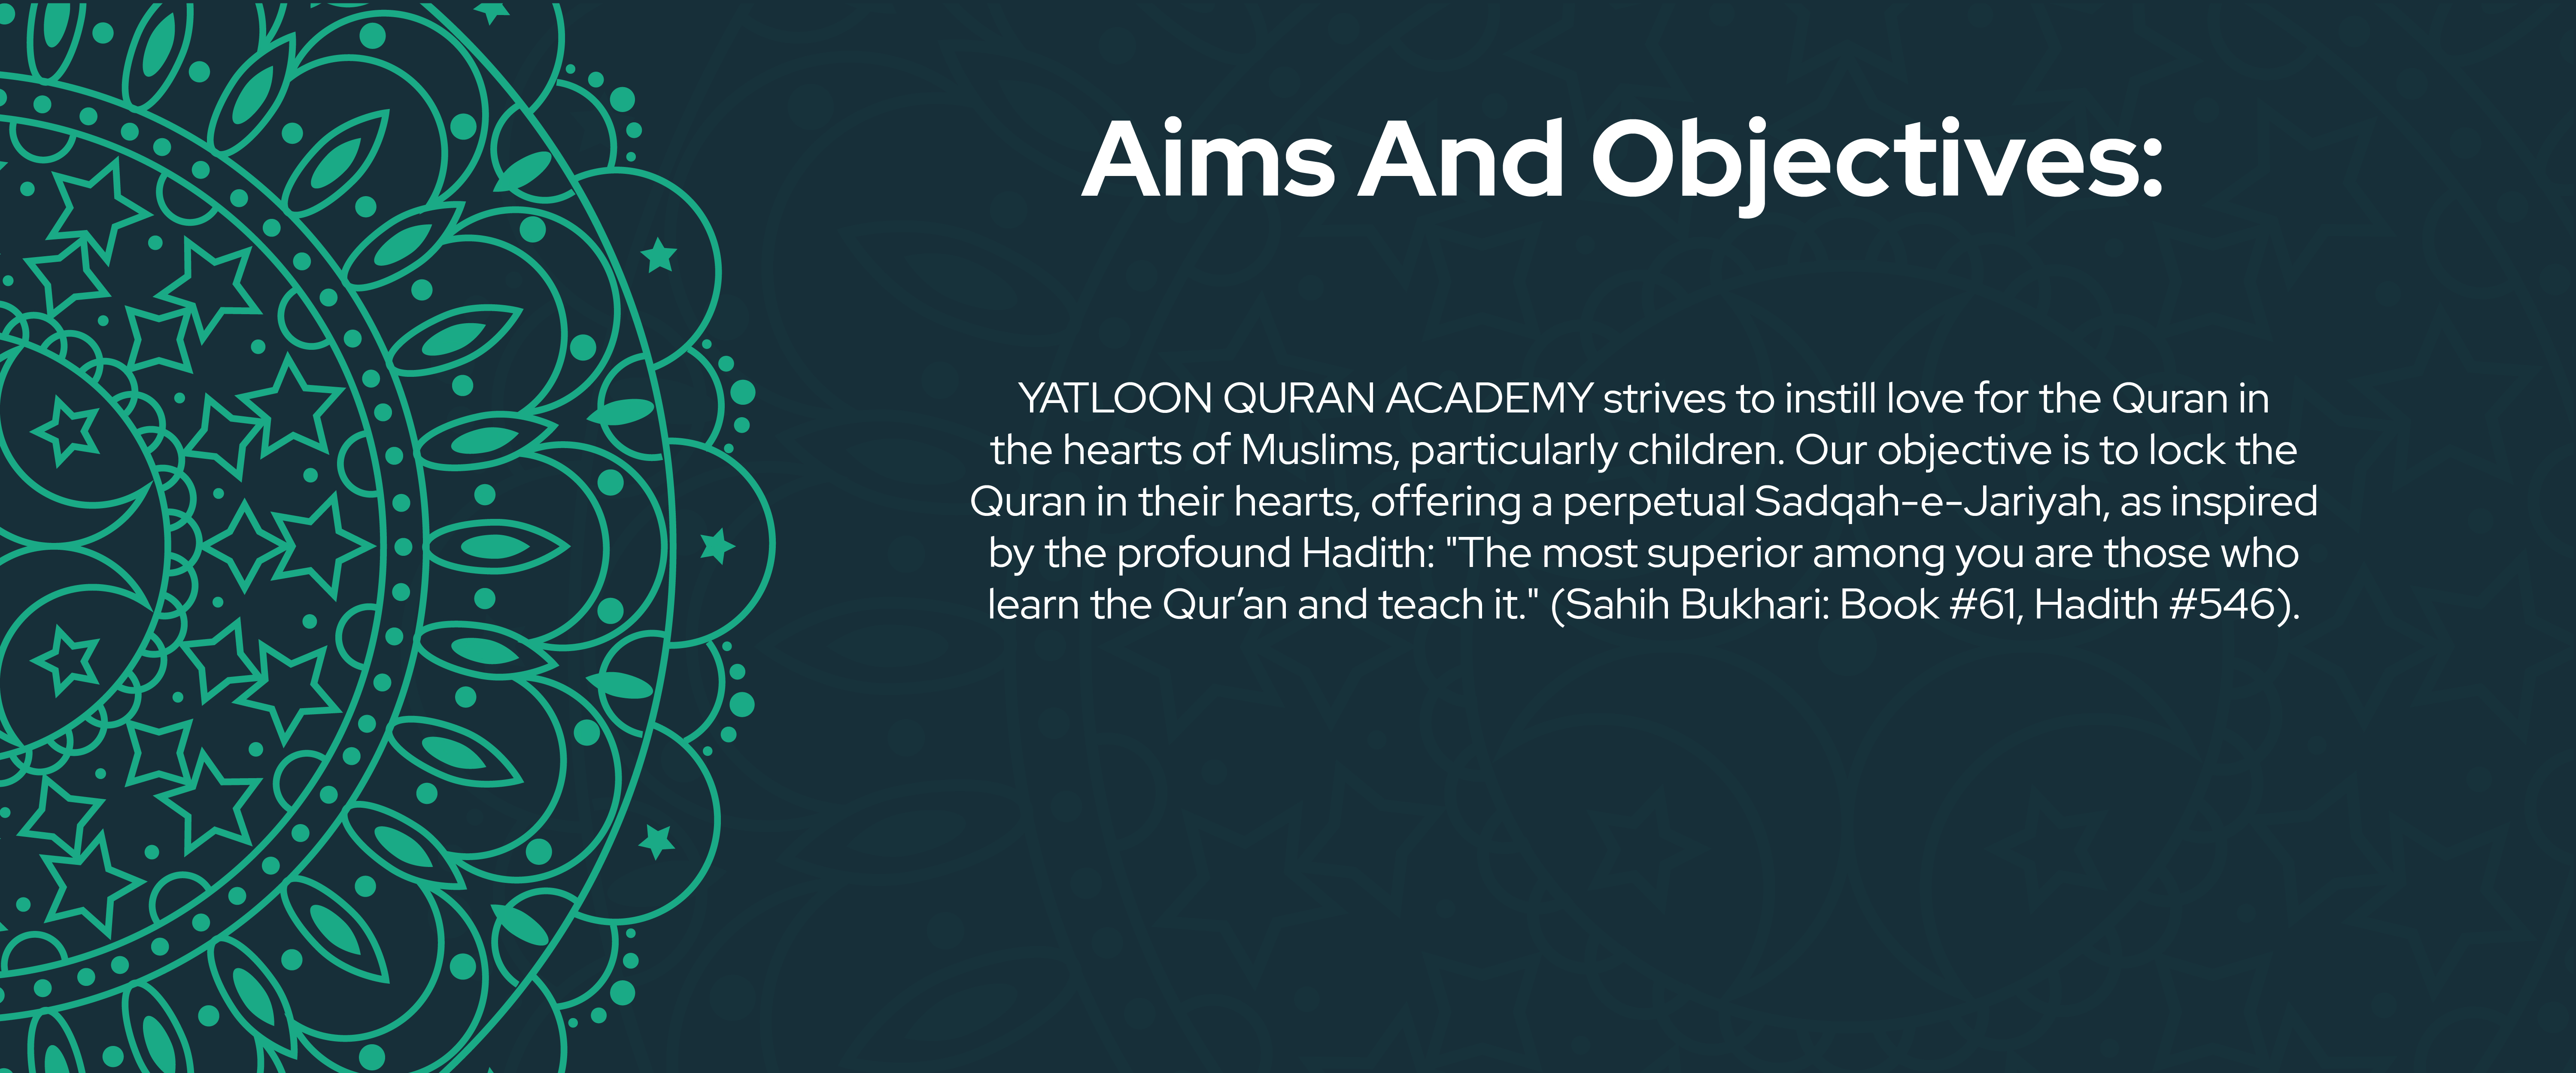 Aims And Objectives:
YATLOON QURAN ACADEMY strives to instill love for the Quran in
the hearts of Muslims, particularly children. Our objective is to lock the
Quran in their hearts, offering a perpetual Sadqah-e-Jariyah, as inspired
by the profound Hadith: "The most superior among you are those who
learn the Qur’an and teach it." (Sahih Bukhari: Book #61, Hadith #546).